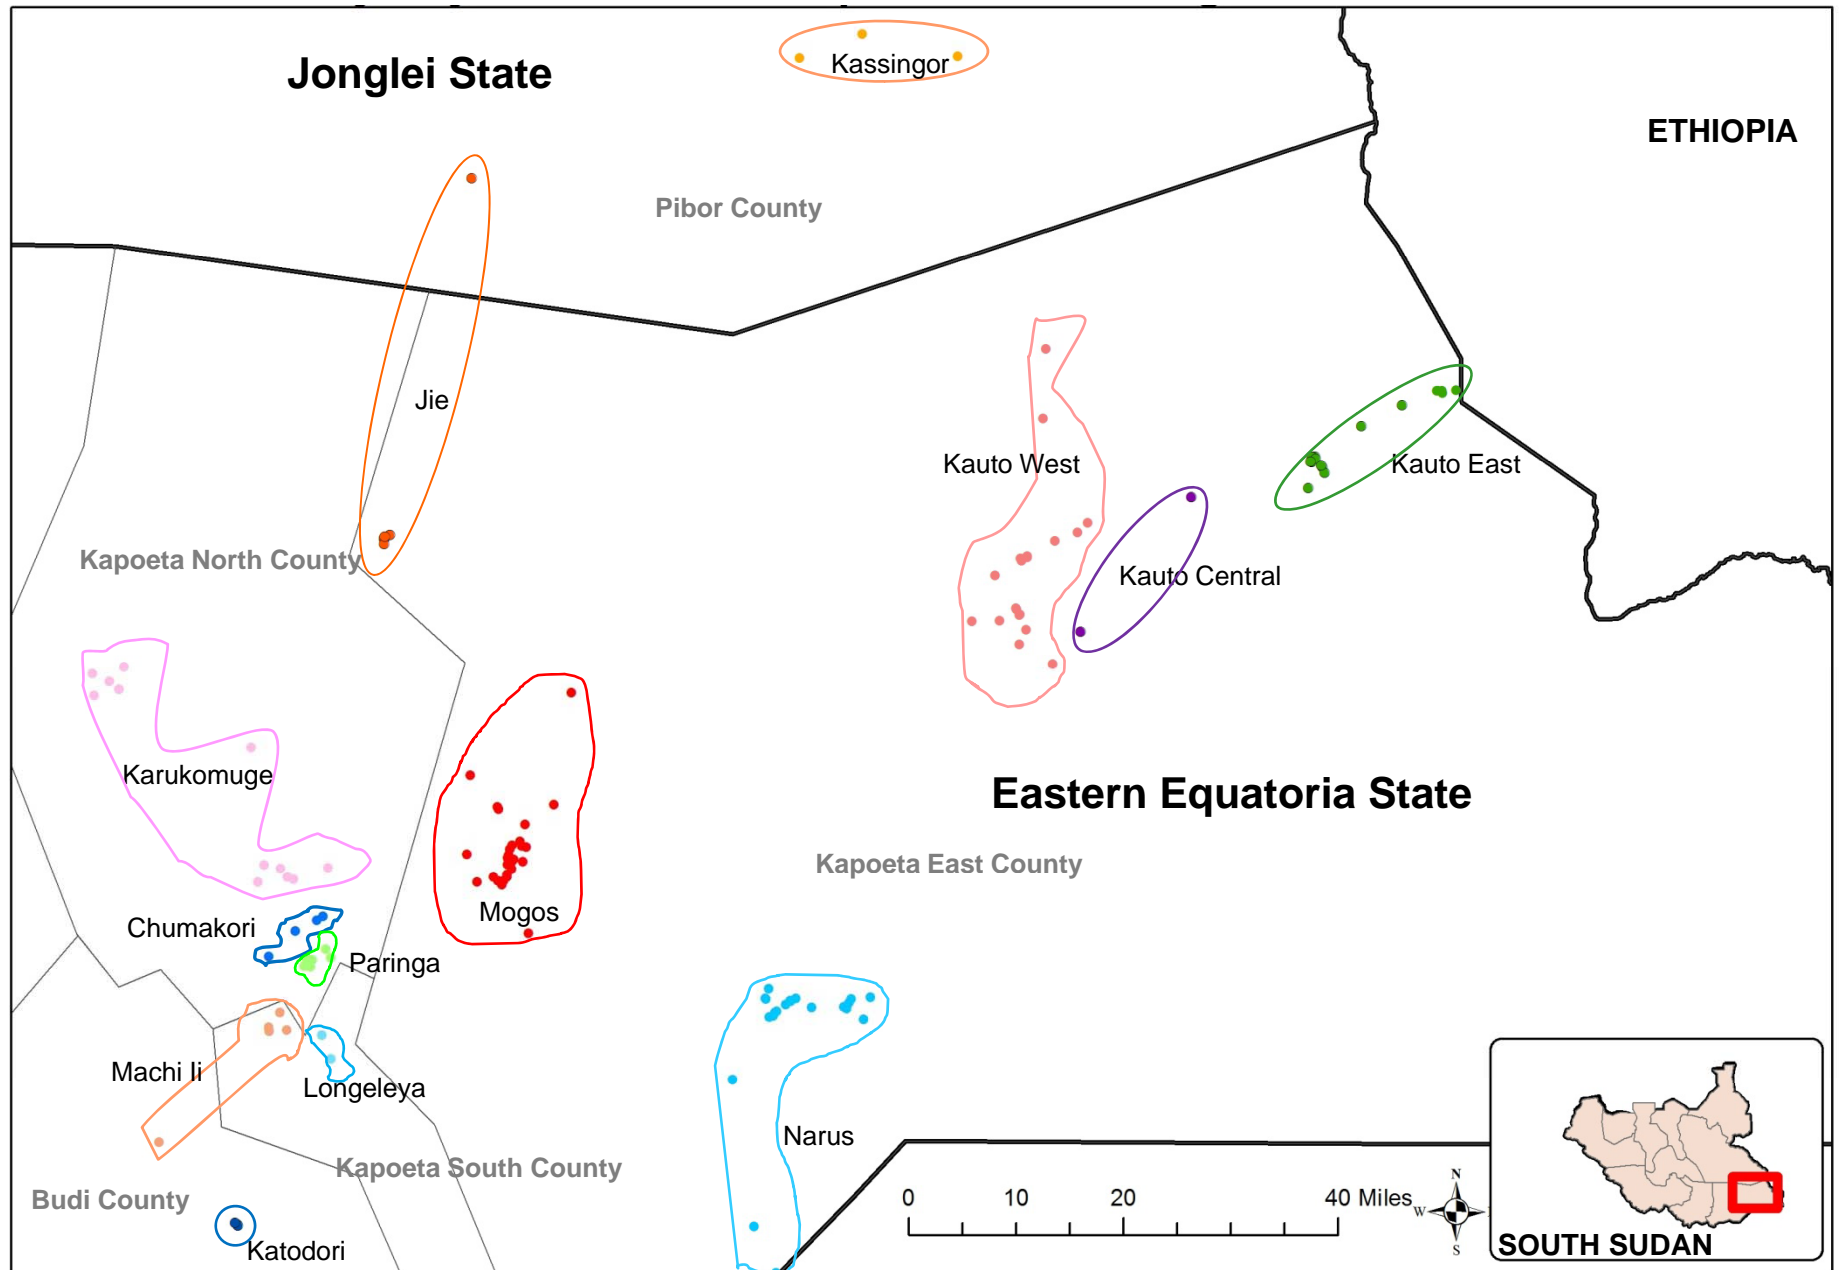 Kassingor
Jonglei State
ETHIOPIA
Pibor County
Jie
Kauto West
Kauto East
Kapoeta North County
Kauto Central
Karukomuge
Eastern Equatoria State
Kapoeta East County
Mogos
Chumakori
Paringa
Machi Ii
Longeleya
Narus
Kapoeta South County
Budi County
Katodori
0 10 20 40 Miles
N
W
S
SOUTH SUDAN